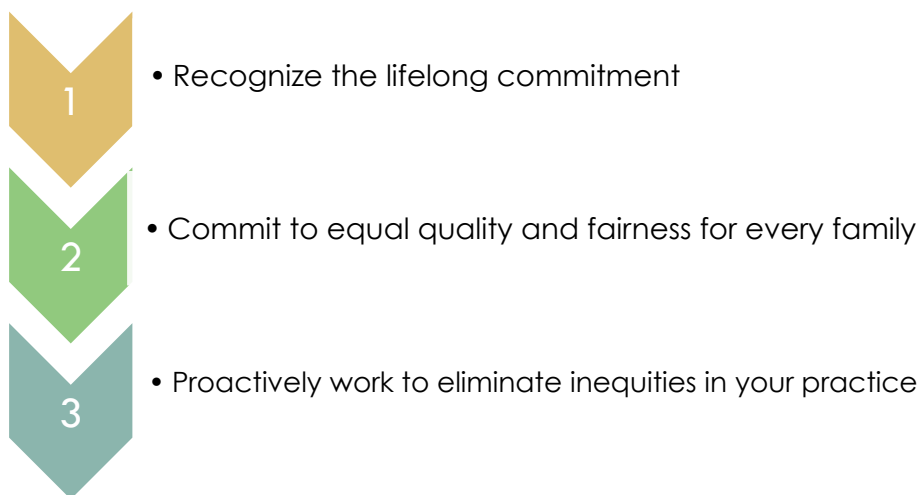 1
• Recognize the lifelong commitment
2
• Commit to equal quality and fairness for every family
3
• Proactively work to eliminate inequities in your practice